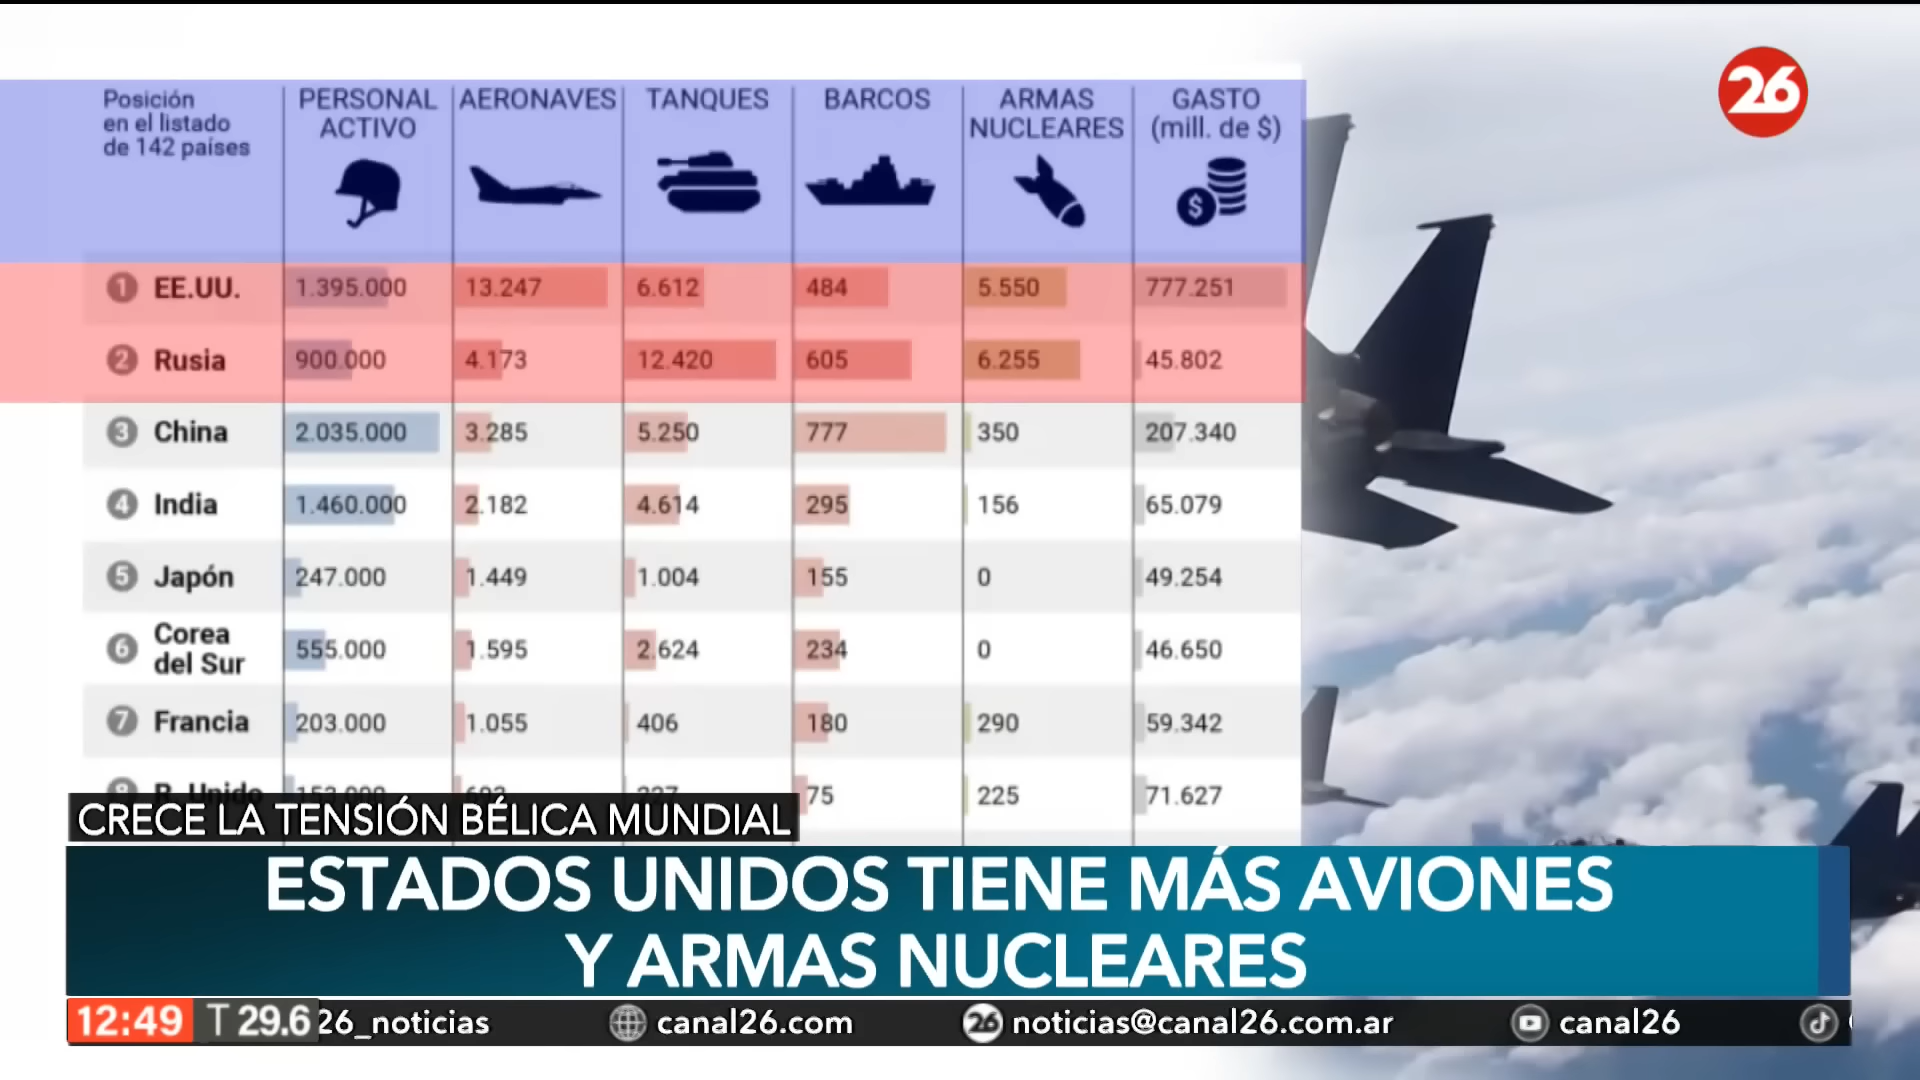 26
Posición
en el listado
de 142 países
PERSONAL
ACTIVO
AERONAVES
TANQUES
BARCOS
ARMAS
NUCLEARES
GASTO
(mill. de $)
$
1 EE.UU. 1.395.000 13.247 6.612 484 5.550 777.251
2 Rusia 900.000 4.173 12.420 605 6.255 45.802
3 China 2.035.000 3.285 5.250 777 350 207.340
4 India 1.460.000 2.182 4.614 295 156 65.079
5 Japón 247.000 1.449 1.004 155 0 49.254
6 Corea
del Sur 555.000 1.595 2.624 234 0 46.650
7 Francia 203.000 1.055 406 180 290 59.342
R. Unido 75 225 71.627
CRECE LA TENSIÓN BÉLICA MUNDIAL
ESTADOS UNIDOS TIENE MÁS AVIONES
Y ARMAS NUCLEARES
12:49 T 29.6 26_noticias canal26.com 26 noticias@canal26.com.ar canal26